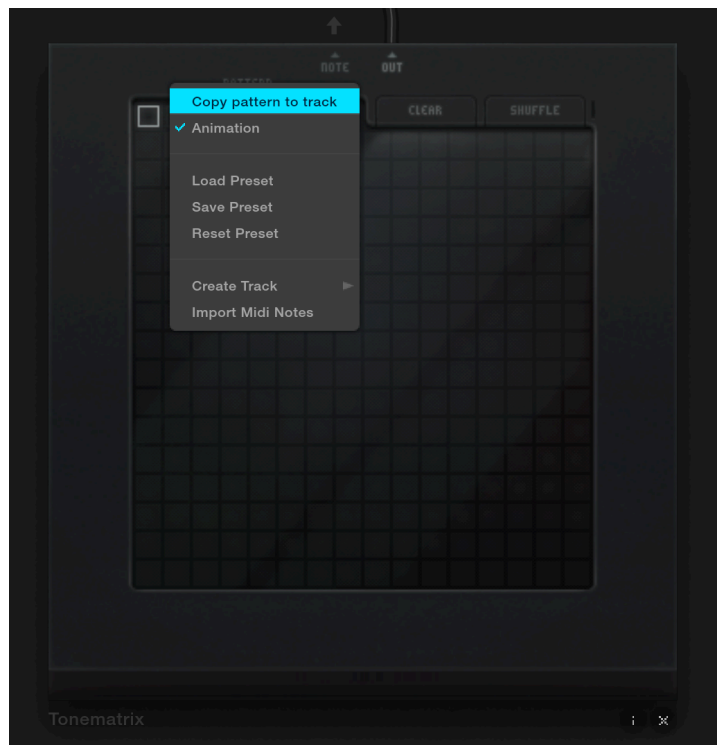 NOTE OUT
PATTERN
CLEAR SHUFFLE
Copy pattern to track
Animation
Load Preset
Save Preset
Reset Preset
Create Track
Import Midi Notes
Tonematrix
i